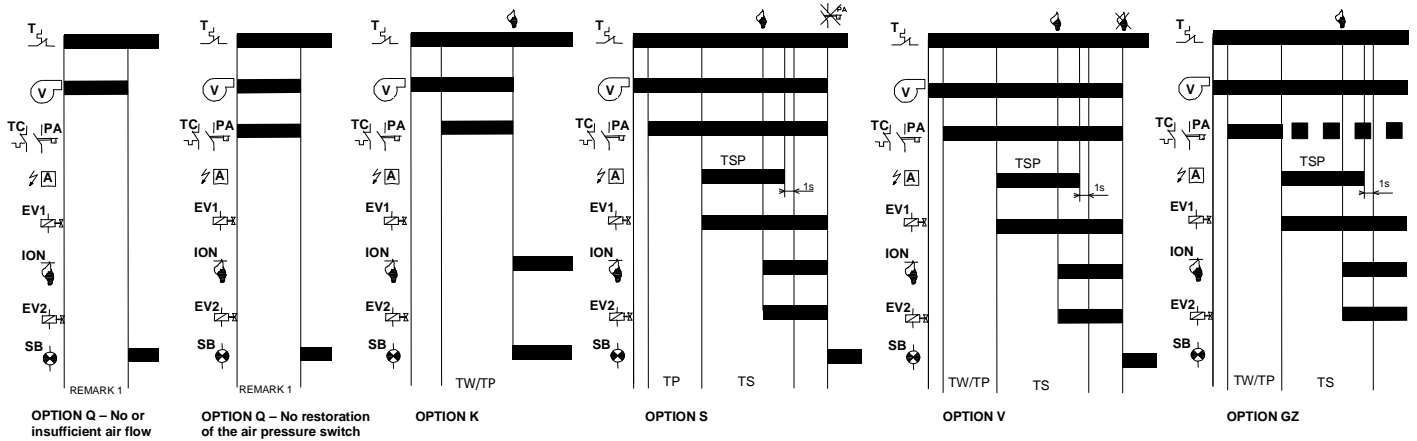 T
V
TC PA
A
EV1
ION
EV2
SB
REMARK 1
OPTION Q – No or
insufficient air flow
T
V
TC PA
A
EV1
ION
EV2
SB
REMARK 1
OPTION Q – No restoration
of the air pressure switch
T
V
TC PA
A
EV1
ION
EV2
SB
TW/TP
OPTION K
PA
T
V
TC PA
TSP
A
1s
EV1
ION
EV2
SB
TP TS
OPTION S
T
V
TC PA
TSP
A
1s
EV1
ION
EV2
SB
TW/TP TS
OPTION V
T
V
TC PA
TSP
A
1s
EV1
ION
EV2
SB
TW/TP TS
OPTION GZ